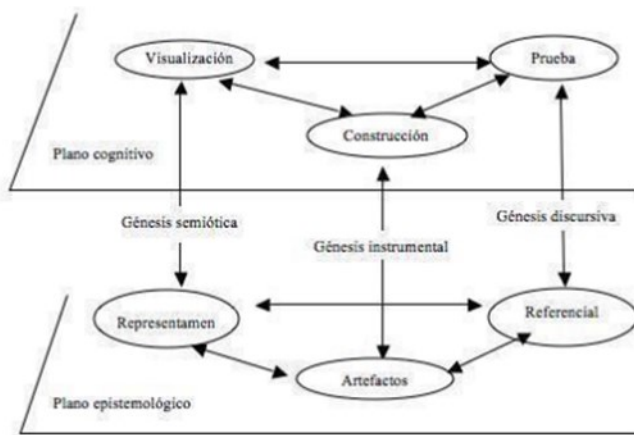 Visualización
Prueba
Construcción
Plano cognitivo
Génesis semiótica
Génesis instrumental
Génesis discursiva
Representamen
Referencial
Artefactos
Plano epistemológico